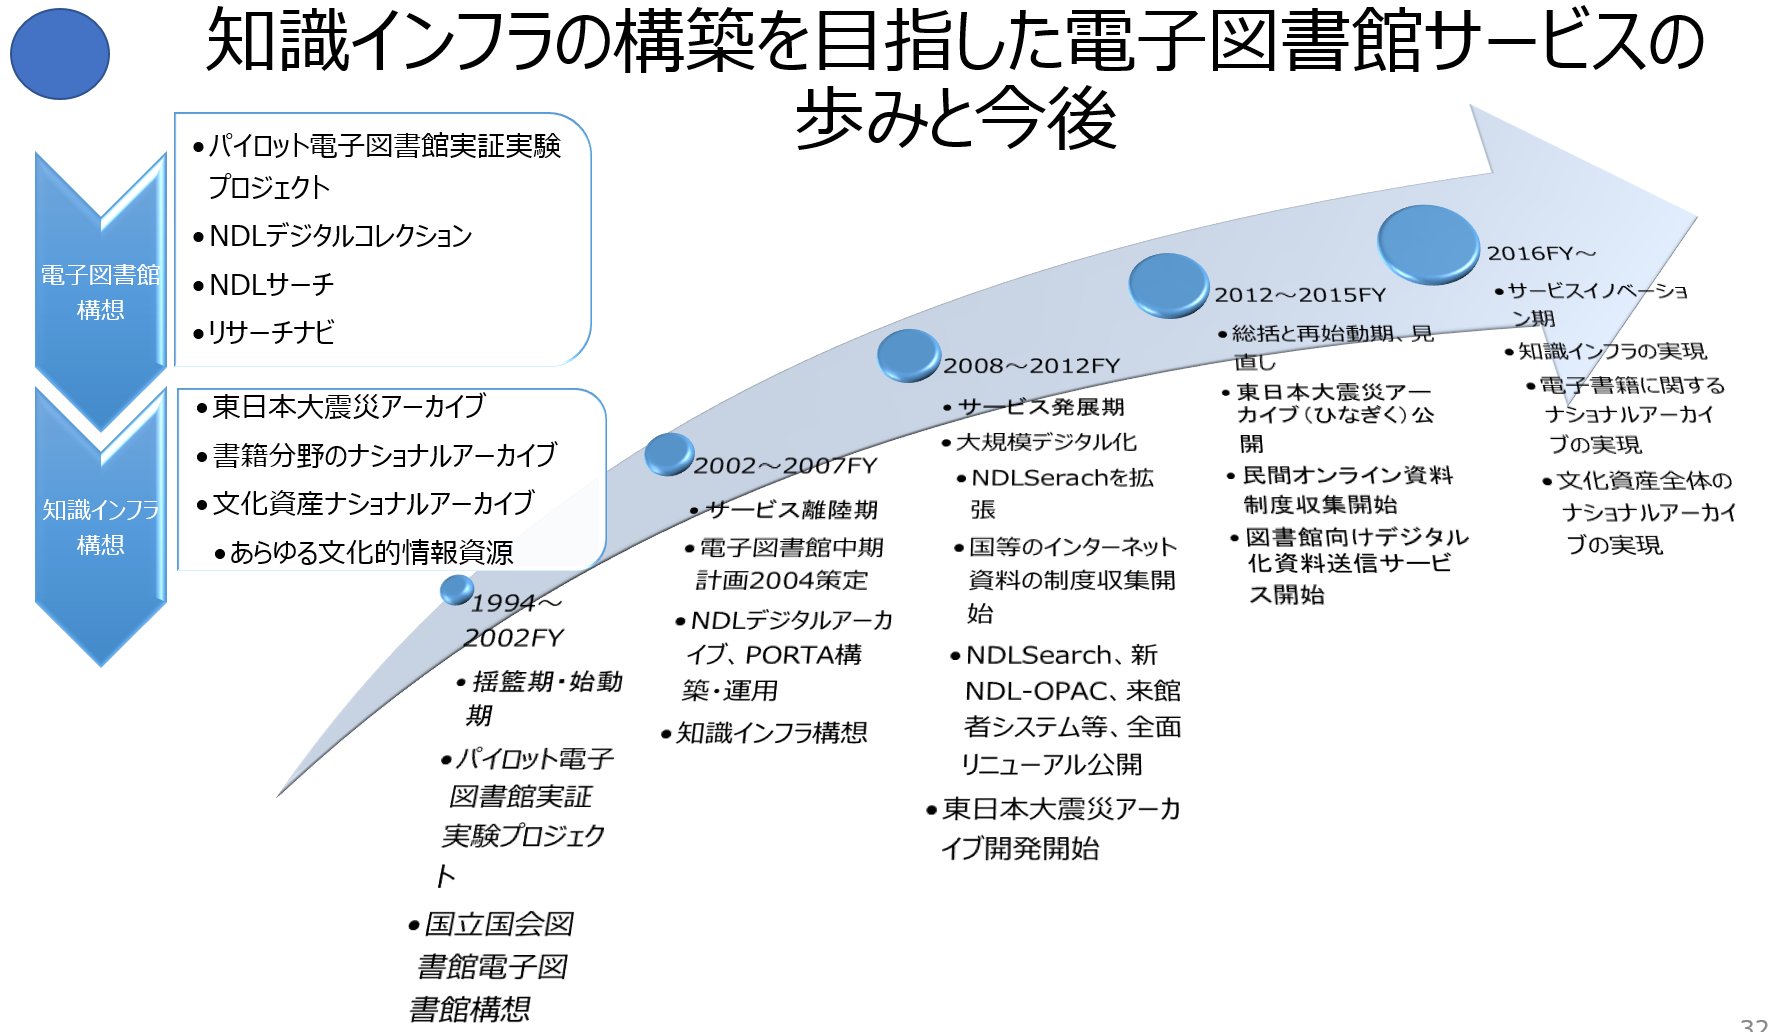 知識インフラの構築を目指した電子図書館サービスの
歩みと今後
電子図書館
構想
•パイロット電子図書館実証実験
プロジェクト
•NDLデジタルコレクション
•NDLサーチ
•リサーチナビ
知識インフラ
構想
•東日本大震災アーカイブ
•書籍分野のナショナルアーカイブ
•文化資産ナショナルアーカイブ
•あらゆる文化的情報資源
1994～
2002FY
•揺籃期・始動
期
•パイロット電子
図書館実証
実験プロジェク
ト
•国立国会図
書館電子図
書館構想
2002～2007FY
•サービス離陸期
•電子図書館中期
計画2004策定
•NDLデジタルアーカ
イブ、PORTA構
築・運用
•知識インフラ構想
2008～2012FY
•サービス発展期
•大規模デジタル化
•NDLSerachを拡
張
•国等のインターネット
資料の制度収集開
始
•NDLSearch、新
NDL-OPAC、来館
者システム等、全面
リニューアル公開
•東日本大震災アーカ
イブ開発開始
2012～2015FY
•総括と再始動期、見
直し
•東日本大震災アー
カイブ（ひなぎく）公
開
•民間オンライン資料
制度収集開始
•図書館向けデジタル
化資料送信サービ
ス開始
2016FY～
•サービスイノベーショ
ン期
•知識インフラの実現
•電子書籍に関する
ナショナルアーカイ
ブの実現
•文化資産全体の
ナショナルアーカイ
ブの実現
32